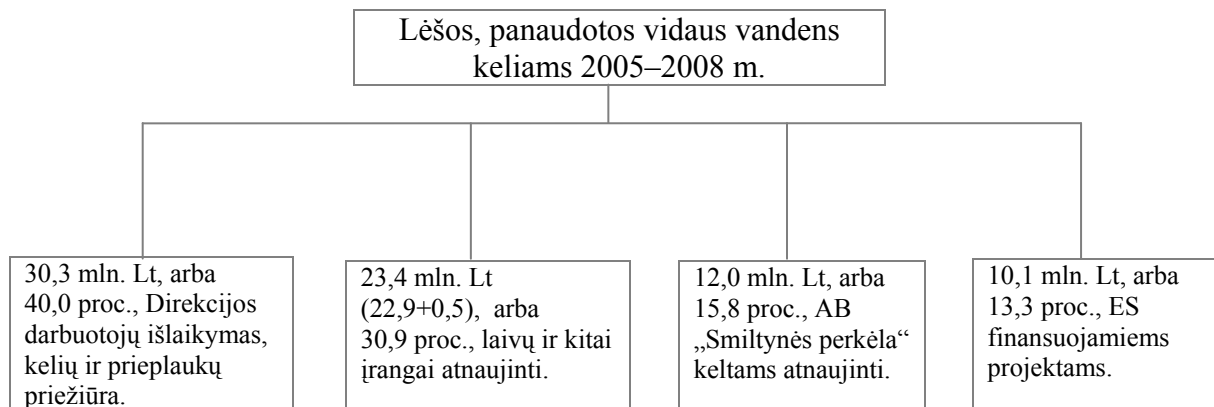 Lėšos, panaudotos vidaus vandens
keliams 2005–2008 m.
30,3 mln. Lt, arba
40,0 proc., Direkcijos
darbuotojų išlaikymas,
kelių ir prieplaukų
priežiūra.
23,4 mln. Lt
(22,9+0,5), arba
30,9 proc., laivų ir kitai
įrangai atnaujinti.
12,0 mln. Lt, arba
15,8 proc., AB
„Smiltynės perkėla“
keltams atnaujinti.
10,1 mln. Lt, arba
13,3 proc., ES
finansuojamiems
projektams.